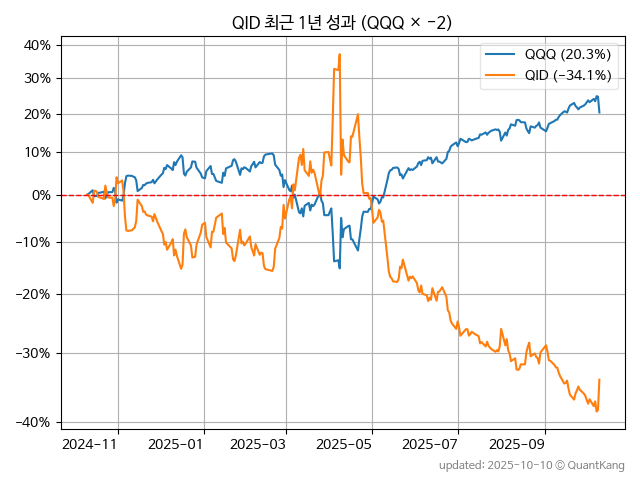 QID 최근 1년 성과 (QQQ × −2)
QQQ (20.3%)
QID (−34.1%)
40%
30%
20%
10%
0%
−10%
−20%
−30%
−40%
2024−11 2025−01 2025−03 2025−05 2025−07 2025−09
updated: 2025−10−10 © QuantKang